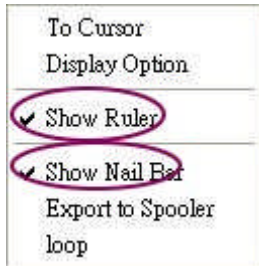 To Cursor
Display Option
Show Ruler
Show Nail Bar
Export to Spooler
loop